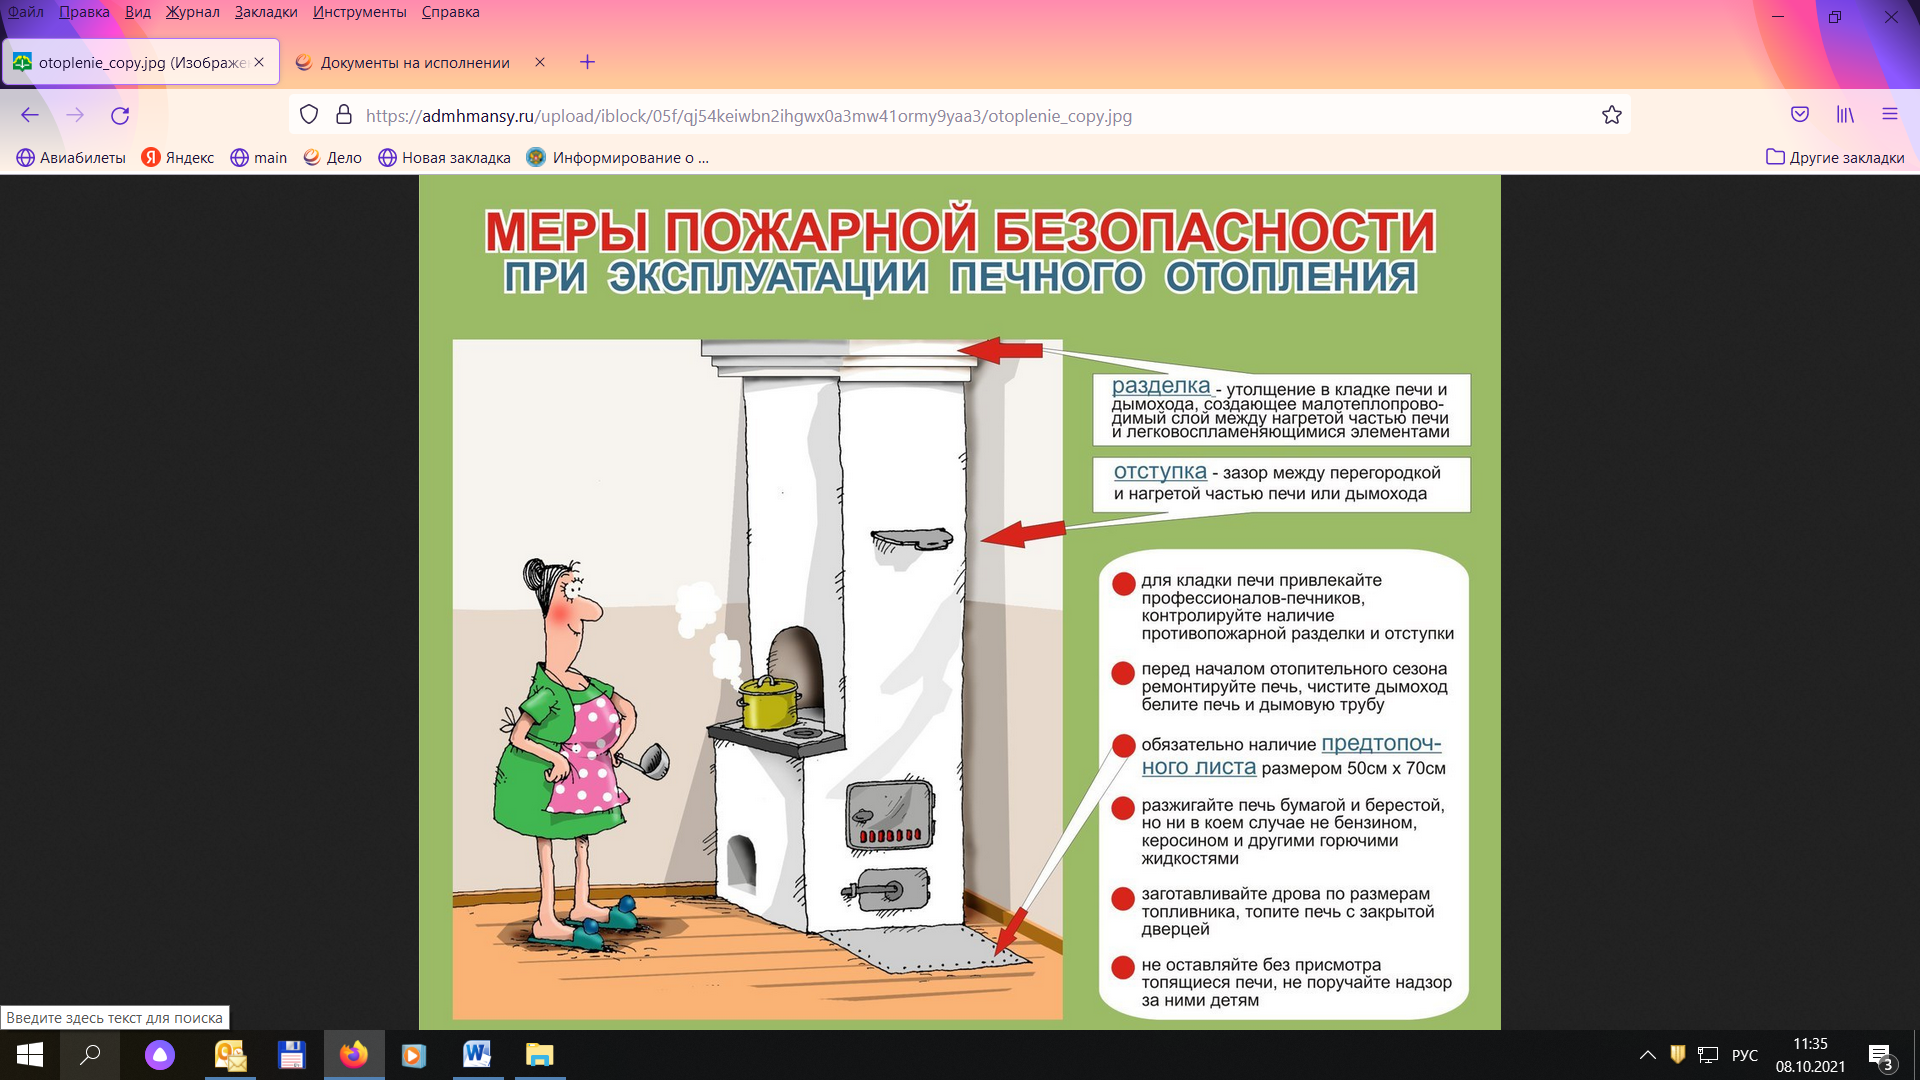 Файл Правка Вид Журнал Закладки Инструменты Справка
otoplenie_copy.jpg (Изображе
Документы на исполнении
https://admhmansy.ru/upload/iblock/05f/qj54keiwbn2ihgwx0a3mw41ormy9yaa3/otoplenie_copy.jpg
Авиабилеты Яндекс main Дело Новая закладка Информирование о ... Другие закладки
МЕРЫ ПОЖАРНОЙ БЕЗОПАСНОСТИ
ПРИ ЭКСПЛУАТАЦИИ ПЕЧНОГО ОТОПЛЕНИЯ
разделка - утолщение в кладке печи и
дымохода, создающее малотеплопрово-
димый слой между нагретой частью печи
и легковоспламеняющимися элементами
отступка - зазор между перегородкой
и нагретой частью печи или дымохода
для кладки печи привлекайте
профессионалов-печников,
контролируйте наличие
противопожарной разделки и отступки
перед началом отопительного сезона
ремонтируйте печь, чистите дымоход
белите печь и дымовую трубу
обязательно наличие предтопоч-
ного листа размером 50см х 70см
разжигайте печь бумагой и берестой,
но ни в коем случае не бензином,
керосином и другими горючими
жидкостями
заготавливайте дрова по размерам
топливника, топите печь с закрытой
дверцей
не оставляйте без присмотра
топящиеся печи, не поручайте надзор
за ними детям
Введите здесь текст для поиска
РУС
11:35
08.10.2021
3